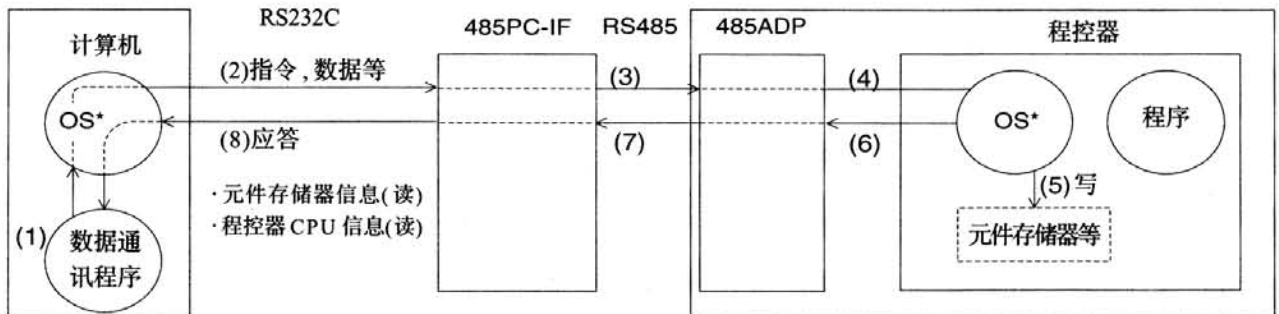 RS232C
485PC-IF
RS485
485ADP
计算机
程控器
(2)指令,数据等
(3)
(4)
OS*
OS*
程序
(8)应答
(7)
(6)
·元件存储器信息(读)
(5)写
·程控器CPU信息(读)
(1)
数据通
讯程序
元件存储器等